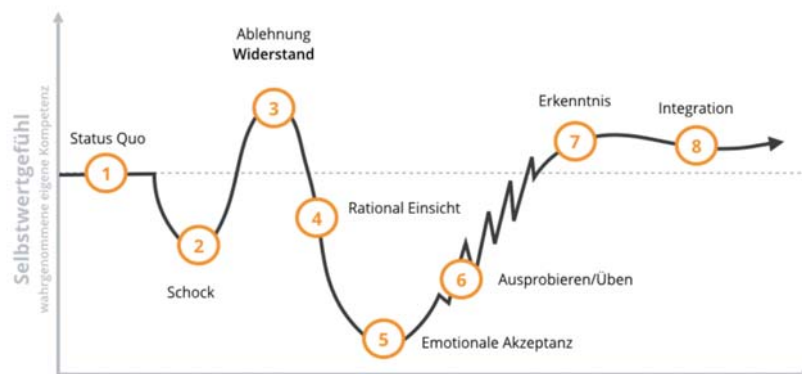 Ablehnung
Widerstand
3
Status Quo
1
2
Schock
4
Rational Einsicht
5
Emotionale Akzeptanz
6
Ausprobieren/Üben
Erkenntnis
7
Integration
8
Selbstwertgefühl
wahrgenommene eigene Kompetenz